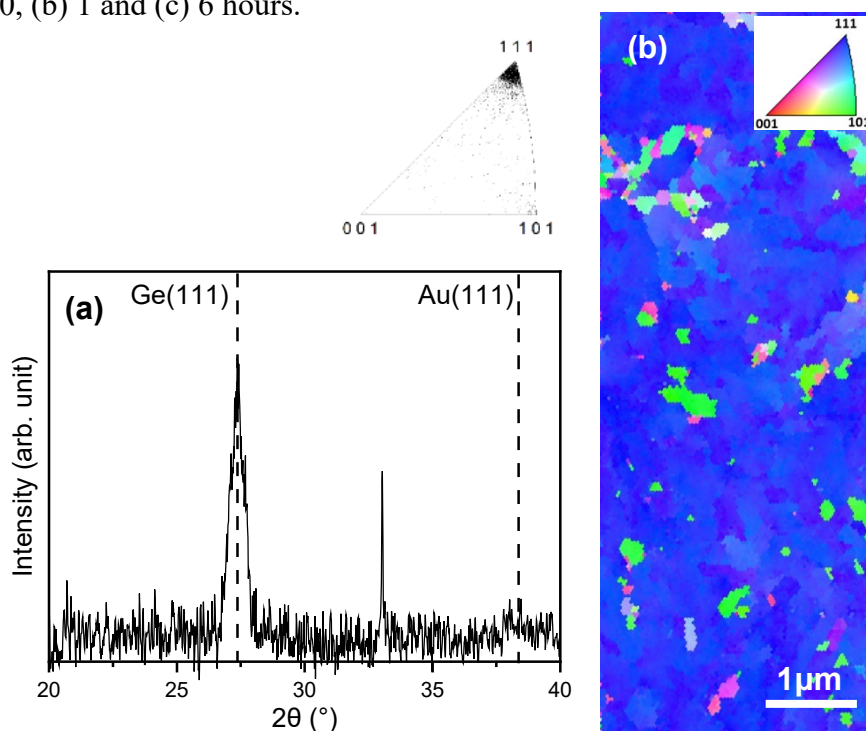 0, (b) 1 and (c) 6 hours.
111
001
101
(a)
Ge(111)
Au(111)
Intensity (arb. unit)
20
25
30
35
40
2θ (°)
(b)
111
001
101
1μm